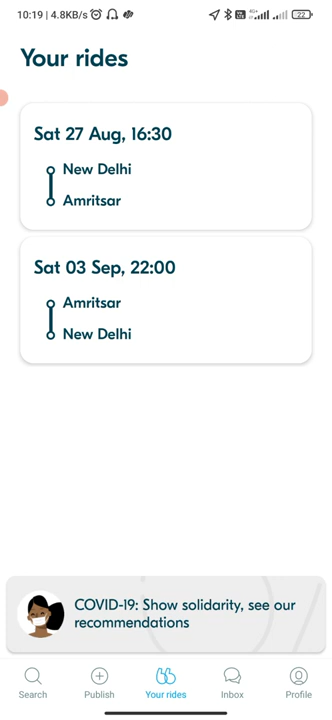 10:19 | 4.8KB/s
4G+
22
Your rides
Sat 27 Aug, 16:30
New Delhi
Amritsar
Sat 03 Sep, 22:00
Amritsar
New Delhi
COVID-19: Show solidarity, see our
recommendations
Search Publish Your rides Inbox Profile